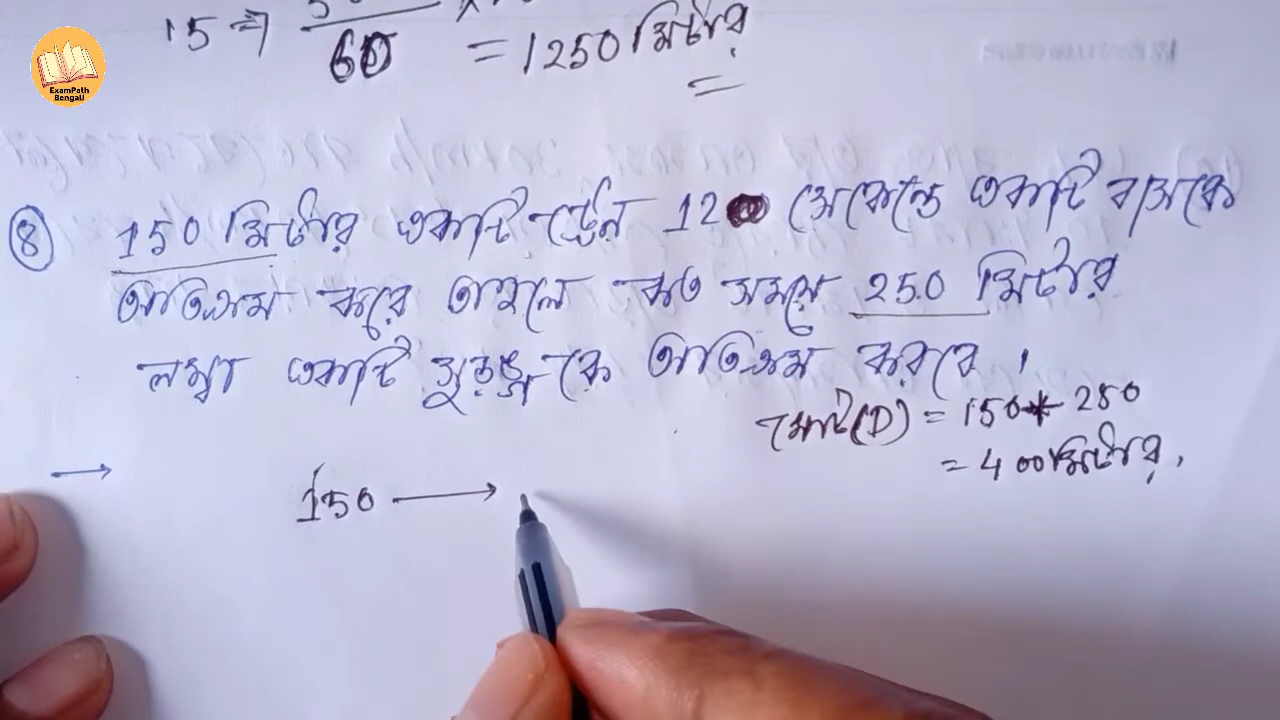 15 ⇒ 60 = 1250 মিটার
ExamPath
Bengali
8 150 মিটার একটি ট্রেন 12 সেকেন্ডে একটি বাসকে
অতিক্রম করে তাহলে কত সময়ে 250 মিটার
লম্বা একটি সুড়ঙ্গ কে অতিক্রম করবে ।
মোট(D) = 150 + 250
= 400 মিটার,
→ 150 →